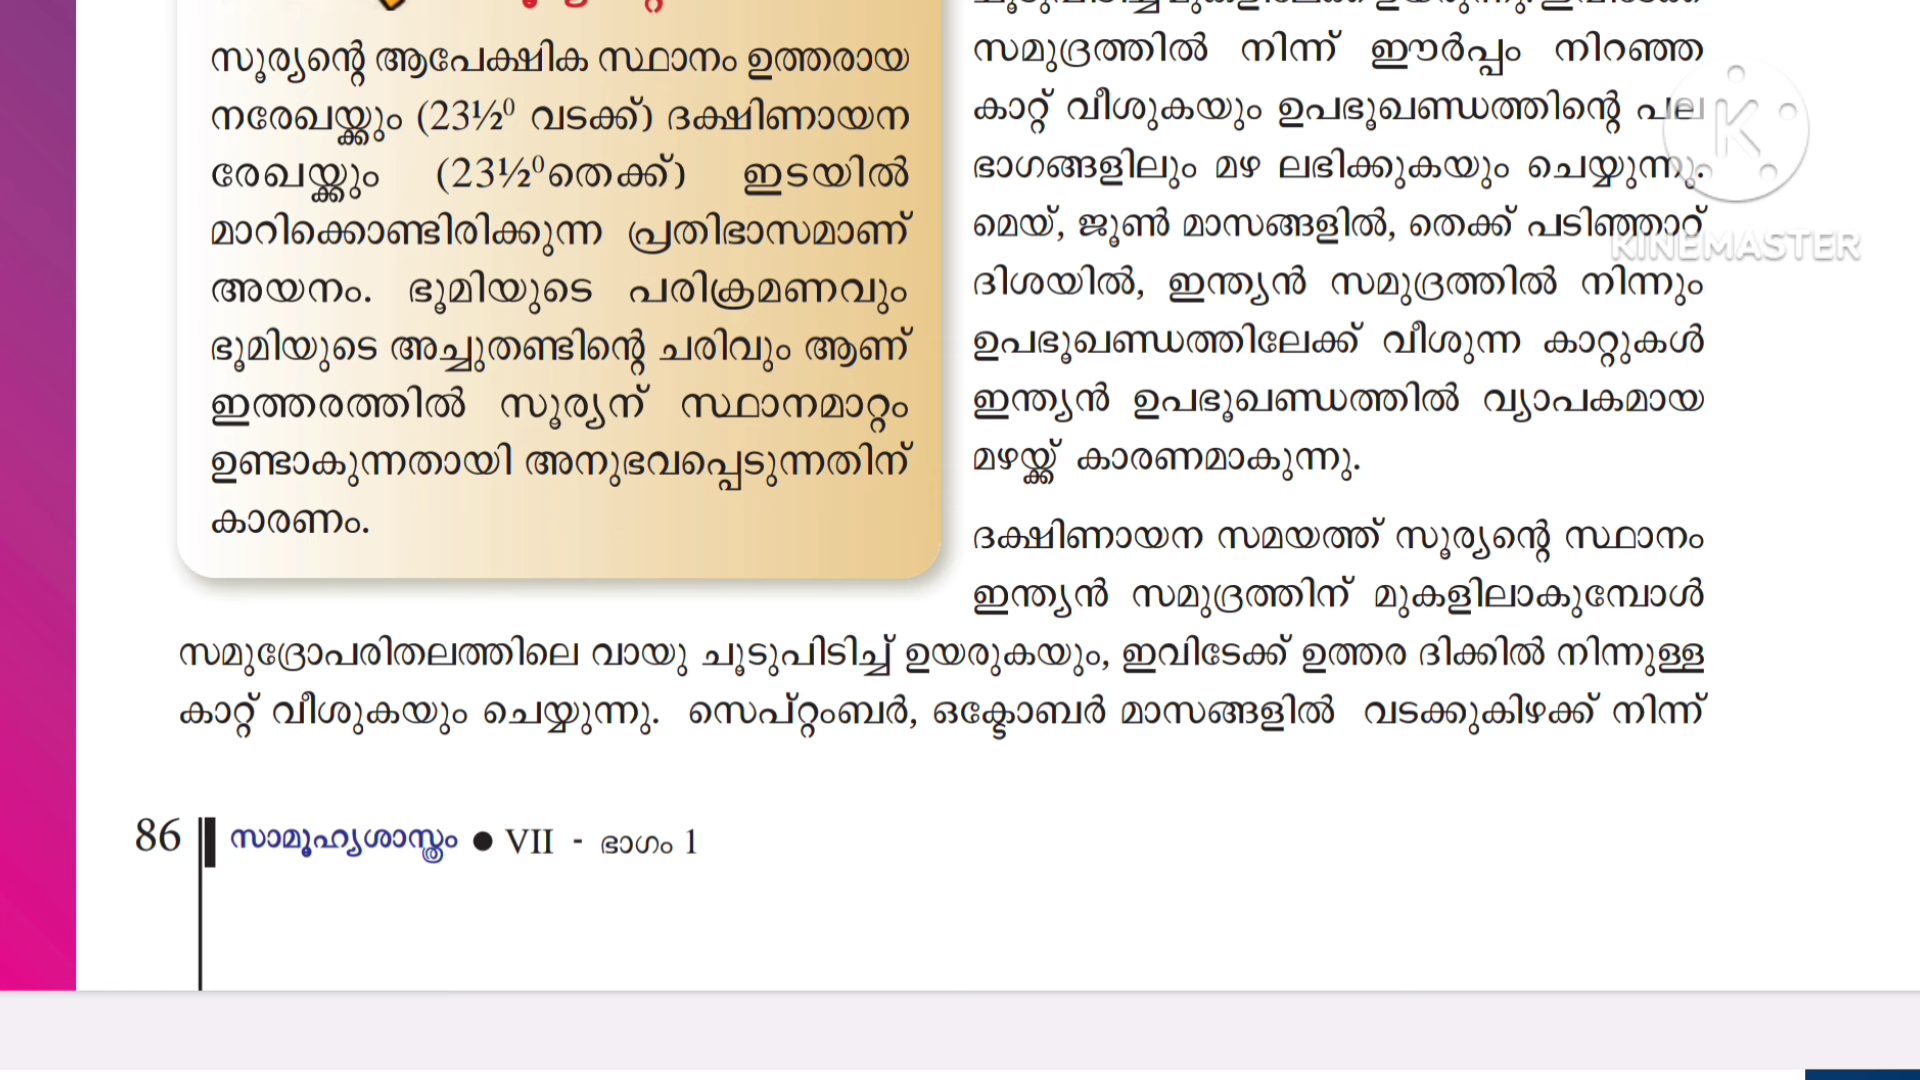 സൂര്യന്റെ ആപേക്ഷിക സ്ഥാനം ഉത്തരായ
നരേഖയ്ക്കും (23½⁰ വടക്ക്) ദക്ഷിണായന
രേഖയ്ക്കും (23½⁰തെക്ക്) ഇടയിൽ
മാറിക്കൊണ്ടിരിക്കുന്ന പ്രതിഭാസമാണ്
അയനം. ഭൂമിയുടെ പരിക്രമണവും
ഭൂമിയുടെ അച്ചുതണ്ടിന്റെ ചരിവും ആണ്
ഇത്തരത്തിൽ സൂര്യന് സ്ഥാനമാറ്റം
ഉണ്ടാകുന്നതായി അനുഭവപ്പെടുന്നതിന്
കാരണം.
സമുദ്രത്തിൽ നിന്ന് ഈർപ്പം നിറഞ്ഞ
കാറ്റ് വീശുകയും ഉപഭൂഖണ്ഡത്തിന്റെ പല
ഭാഗങ്ങളിലും മഴ ലഭിക്കുകയും ചെയ്യുന്നു.
മെയ്, ജൂൺ മാസങ്ങളിൽ, തെക്ക് പടിഞ്ഞാറ്
ദിശയിൽ, ഇന്ത്യൻ സമുദ്രത്തിൽ നിന്നും
ഉപഭൂഖണ്ഡത്തിലേക്ക് വീശുന്ന കാറ്റുകൾ
ഇന്ത്യൻ ഉപഭൂഖണ്ഡത്തിൽ വ്യാപകമായ
മഴയ്ക്ക് കാരണമാകുന്നു.
ദക്ഷിണായന സമയത്ത് സൂര്യന്റെ സ്ഥാനം
ഇന്ത്യൻ സമുദ്രത്തിന് മുകളിലാകുമ്പോൾ
സമുദ്രോപരിതലത്തിലെ വായു ചൂടുപിടിച്ച് ഉയരുകയും, ഇവിടേക്ക് ഉത്തര ദിക്കിൽ നിന്നുള്ള
കാറ്റ് വീശുകയും ചെയ്യുന്നു. സെപ്റ്റംബർ, ഒക്ടോബർ മാസങ്ങളിൽ വടക്കുകിഴക്ക് നിന്ന്
86 സാമൂഹ്യശാസ്ത്രം ● VII - ഭാഗം 1
K
KINEMASTER